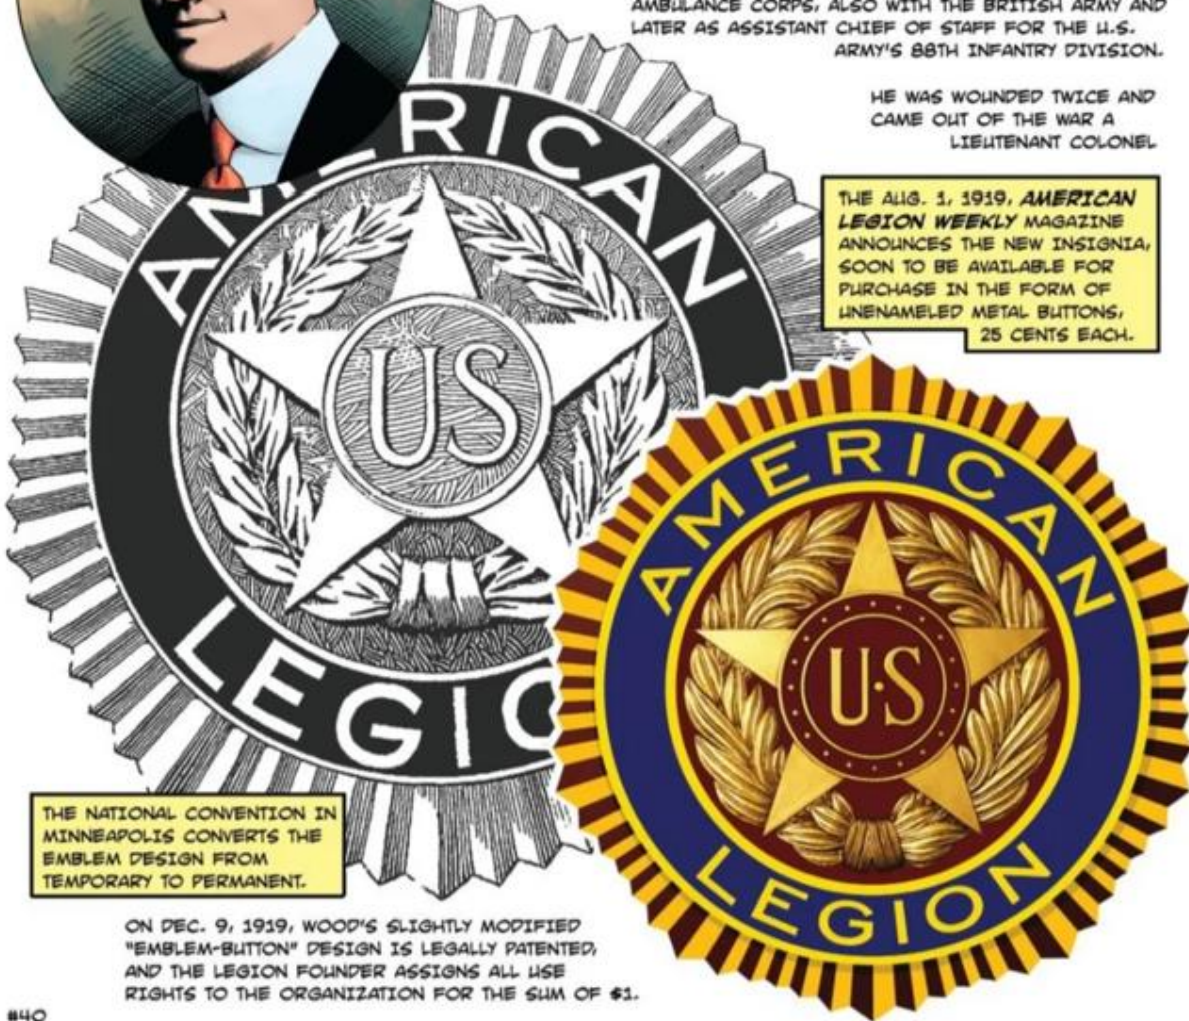 AMBULANCE CORPS, ALSO WITH THE BRITISH ARMY AND
LATER AS ASSISTANT CHIEF OF STAFF FOR THE U.S.
ARMY'S 88TH INFANTRY DIVISION.
HE WAS WOUNDED TWICE AND
CAME OUT OF THE WAR A
LIEUTENANT COLONEL
THE AUG. 1, 1919, AMERICAN
LEGION WEEKLY MAGAZINE
ANNOUNCES THE NEW INSIGNIA,
SOON TO BE AVAILABLE FOR
PURCHASE IN THE FORM OF
UNENAMELED METAL BUTTONS,
25 CENTS EACH.
AMERICAN
US
LEGIO
AMERICAN
U·S
LEGION
THE NATIONAL CONVENTION IN
MINNEAPOLIS CONVERTS THE
EMBLEM DESIGN FROM
TEMPORARY TO PERMANENT.
ON DEC. 9, 1919, WOOD'S SLIGHTLY MODIFIED
"EMBLEM-BUTTON" DESIGN IS LEGALLY PATENTED,
AND THE LEGION FOUNDER ASSIGNS ALL USE
RIGHTS TO THE ORGANIZATION FOR THE SUM OF $1.
#40